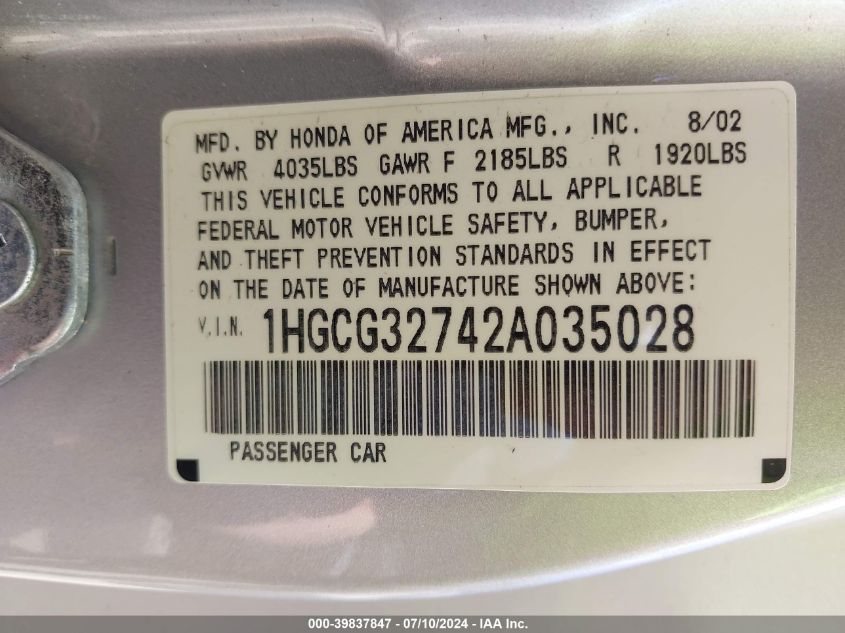 MFD. BY HONDA OF AMERICA MFG., INC. 8/02
GVWR 4035LBS GAWR F 2185LBS R 1920LBS
THIS VEHICLE CONFORMS TO ALL APPLICABLE
FEDERAL MOTOR VEHICLE SAFETY, BUMPER,
AND THEFT PREVENTION STANDARDS IN EFFECT
ON THE DATE OF MANUFACTURE SHOWN ABOVE:
V.I.N. 1HGCG32742A035028
PASSENGER CAR
000-39837847 - 07/10/2024 - IAA Inc.